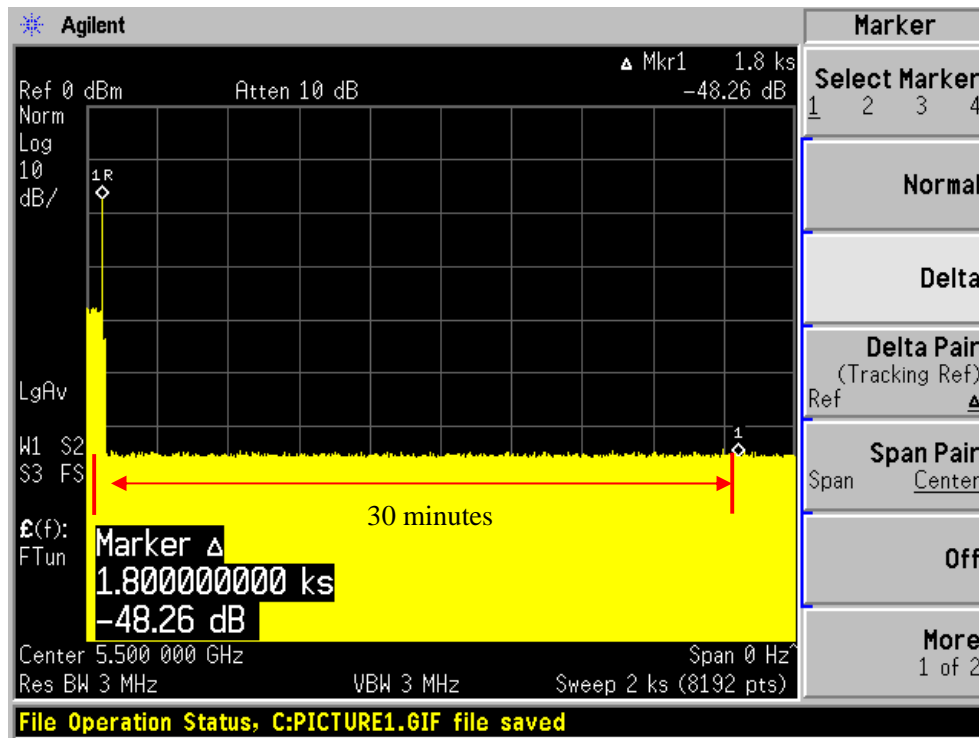 Agilent
Marker
Δ Mkr1 1.8 ks
Ref 0 dBm Atten 10 dB -48.26 dB
Norm
Log
10
dB/
1R
LgAv
1
W1 S2
S3 FS
30 minutes
£(f):
FTun
Marker Δ
1.800000000 ks
-48.26 dB
Center 5.500 000 GHz Span 0 Hz^
Res BW 3 MHz VBW 3 MHz Sweep 2 ks (8192 pts)
File Operation Status, C:PICTURE1.GIF file saved
Select Marker
1 2 3 4
Normal
Delta
Delta Pair
(Tracking Ref)
Ref Δ
Span Pair
Span Center
Off
More
1 of 2